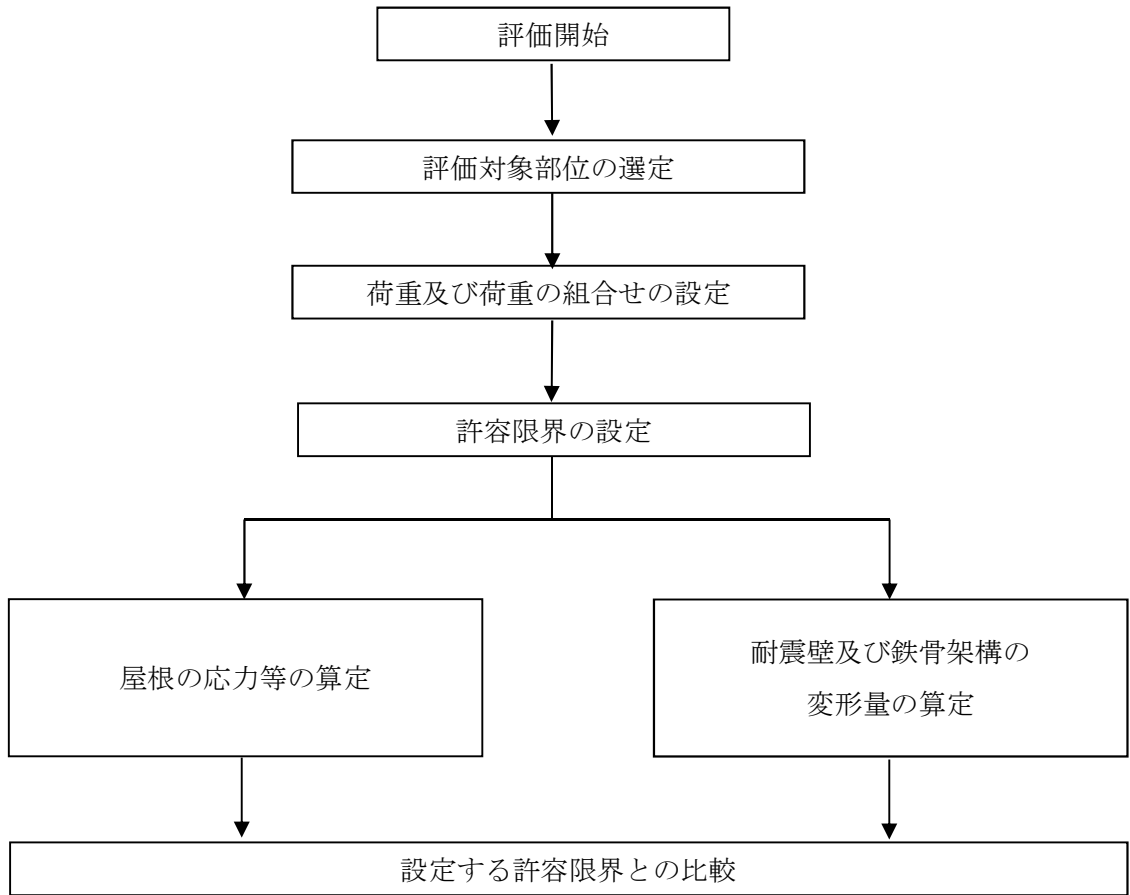 評価開始
評価対象部位の選定
荷重及び荷重の組合せの設定
許容限界の設定
屋根の応力等の算定
耐震壁及び鉄骨架構の
変形量の算定
設定する許容限界との比較